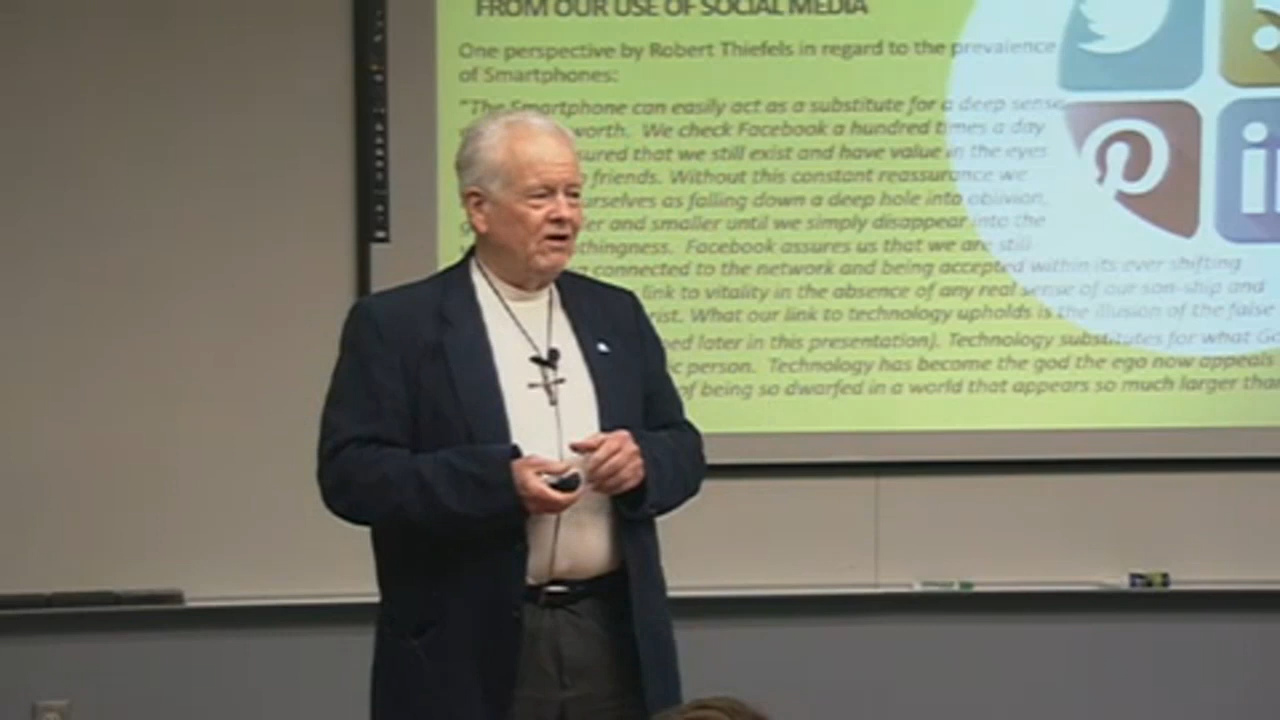 FROM OUR USE OF SOCIAL MEDIA
One perspective by Robert Thiefels in regard to the prevalence
of Smartphones:
"The Smartphone can easily act as a substitute for a deep sense
worth. We check Facebook a hundred times a day
sured that we still exist and have value in the eyes
friends. Without this constant reassurance we
urselves as falling down a deep hole into oblivion,
er and smaller until we simply disappear into the
thingness. Facebook assures us that we are still
connected to the network and being accepted within its ever shifting
link to vitality in the absence of any real sense of our son-ship and
rist. What our link to technology upholds is the illusion of the false
ed later in this presentation). Technology substitutes for what G
c person. Technology has become the god the ego now appeals
of being so dwarfed in a world that appears so much larger than
in